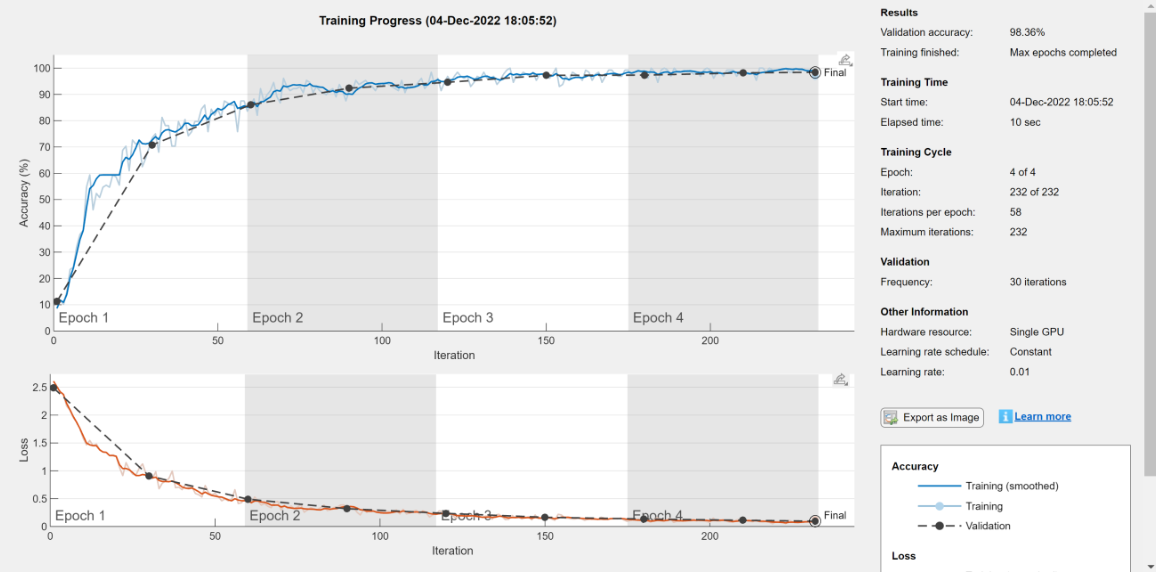 Training Progress (04-Dec-2022 18:05:52)
100
90
80
70
60
50
40
30
20
10
0
Accuracy (%)
Final
Epoch 1
Epoch 2
Epoch 3
Epoch 4
0
50
100
150
200
Iteration
2.5
2
1.5
1
0.5
0
Loss
Final
Epoch 1
Epoch 2
Epoch 3
Epoch 4
0
50
100
150
200
Iteration
Results
Validation accuracy: 98.36%
Training finished: Max epochs completed
Training Time
Start time: 04-Dec-2022 18:05:52
Elapsed time: 10 sec
Training Cycle
Epoch: 4 of 4
Iteration: 232 of 232
Iterations per epoch: 58
Maximum iterations: 232
Validation
Frequency: 30 iterations
Other Information
Hardware resource: Single GPU
Learning rate schedule: Constant
Learning rate: 0.01
Export as Image
Learn more
Accuracy
Training (smoothed)
Training
Validation
Loss